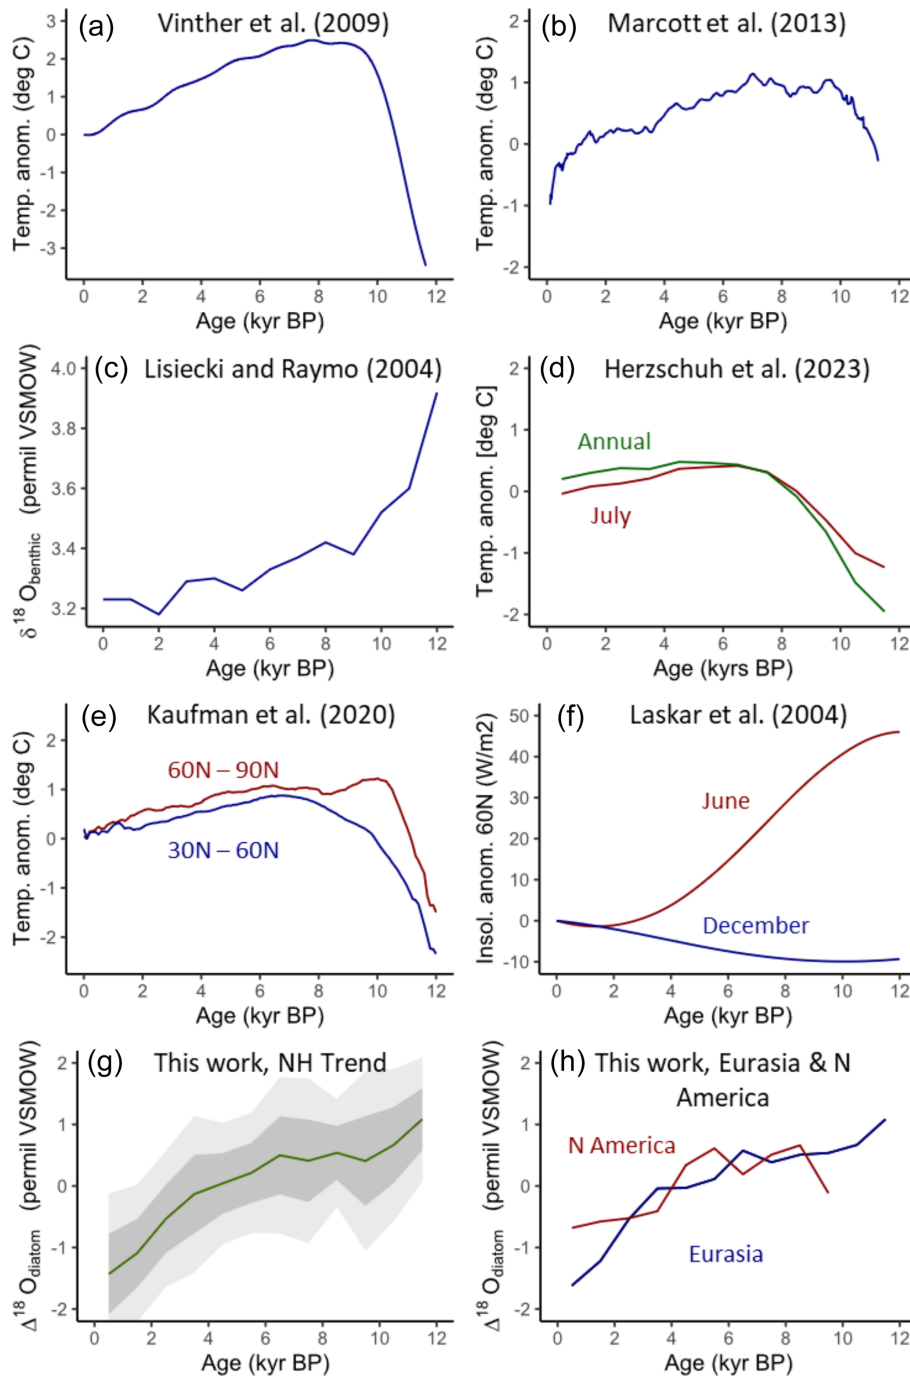 (a) Vinther et al. (2009)
Temp. anom. (deg C)
3
2
1
0
-1
-2
-3
0 2 4 6 8 10 12
Age (kyr BP)
(b) Marcott et al. (2013)
Temp. anom. (deg C)
2
1
0
-1
-2
0 2 4 6 8 10 12
Age (kyr BP)
(c) Lisiecki and Raymo (2004)
δ 18 O benthic (permil VSMOW)
4.0
3.8
3.6
3.4
3.2
0 2 4 6 8 10 12
Age (kyr BP)
(d) Herzschuh et al. (2023)
Temp. anom. [deg C]
2
1
0
-1
-2
Annual
July
0 2 4 6 8 10 12
Age (kyrs BP)
(e) Kaufman et al. (2020)
Temp. anom. (deg C)
2
1
0
-1
-2
60N – 90N
30N – 60N
0 2 4 6 8 10 12
Age (kyr BP)
(f) Laskar et al. (2004)
Insol. anom. 60N (W/m2)
50
40
30
20
10
0
-10
June
December
0 2 4 6 8 10 12
Age (kyr BP)
(g) This work, NH Trend
Δ 18 O diatom (permil VSMOW)
2
1
0
-1
-2
0 2 4 6 8 10 12
Age (kyr BP)
(h) This work, Eurasia & N
America
Δ 18 O diatom (permil VSMOW)
2
1
0
-1
-2
N America
Eurasia
0 2 4 6 8 10 12
Age (kyr BP)